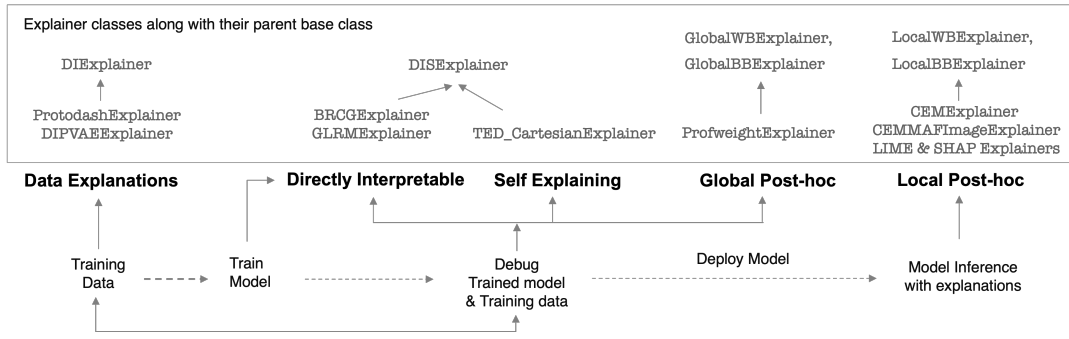 Explainer classes along with their parent base class
DIExplainer
ProtodashExplainer
DIPVAEExplainer
DISExplainer
BRCGExplainer
GLRMExplainer
TED_CartesianExplainer
GlobalWBExplainer,
GlobalBBExplainer
ProfweightExplainer
LocalWBExplainer,
LocalBBExplainer
CEMExplainer
CEMMAFImageExplainer
LIME & SHAP Explainers
Data Explanations
Directly Interpretable
Self Explaining
Global Post-hoc
Local Post-hoc
Training
Data
Train
Model
Debug
Trained model
& Training data
Deploy Model
Model Inference
with explanations